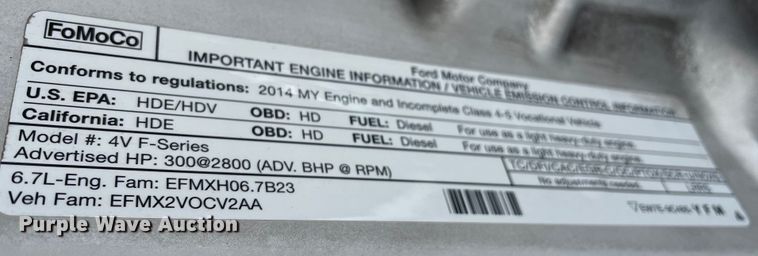 FoMoCo
IMPORTANT ENGINE INFORMATION / VEHICLE EMISSION CONTROL INFORMATION
Ford Motor Company
Conforms to regulations: 2014 MY Engine and Incomplete Class 4-5 Vocational Vehicle
U.S. EPA: HDE/HDV OBD: HD FUEL: Diesel For use as a light heavy-duty engine.
California: HDE OBD: HD FUEL: Diesel For use as a light heavy-duty engine.
Model #: 4V F-Series
Advertised HP: 300@2800 (ADV. BHP @ RPM)
No adjustments needed.
6.7L-Eng. Fam: EFMXH06.7B23
Veh Fam: EFMX2VOCV2AA
YFM
Purple Wave Auction